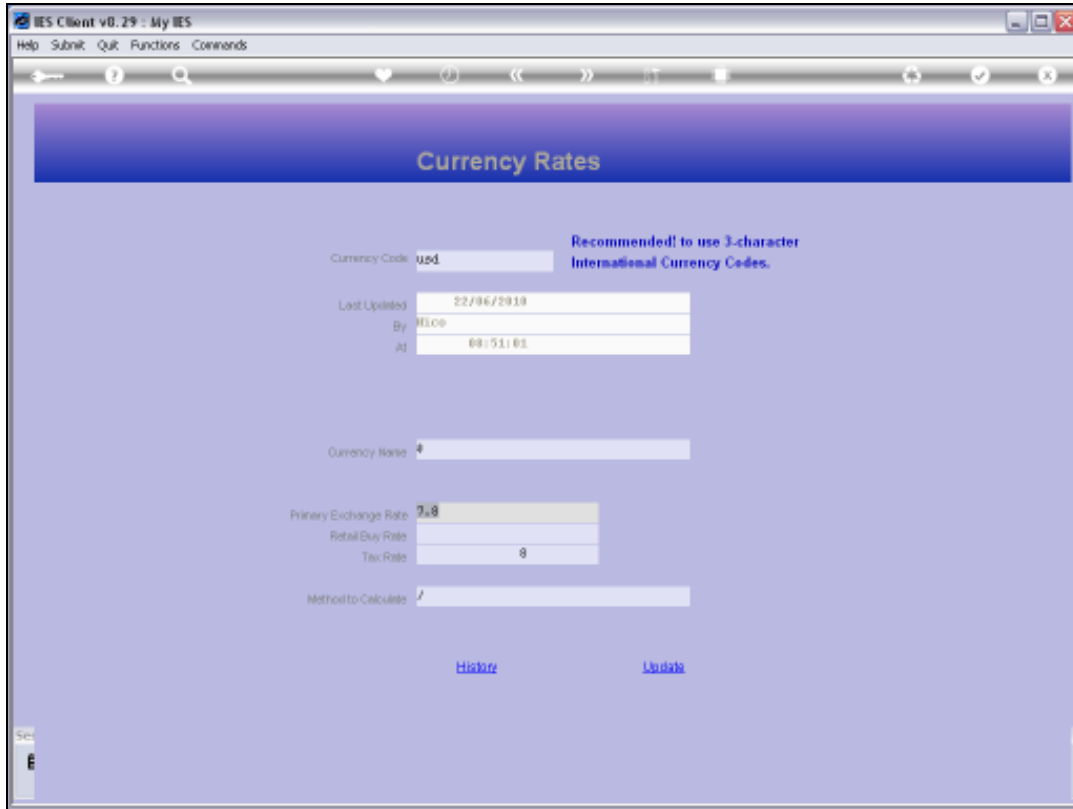 IES Client v8.29 : My IES
Help Submit Quit Functions Commands
Currency Rates
Recommended! to use 3-character
Currency Code usd
International Currency Codes.
Last Updated 22/06/2010
By Nico
At 08:51:01
Currency Name
Primary Exchange Rate 7.8
Retail Buy Rate
Tax Rate 8
Method to Calculate /
History Update